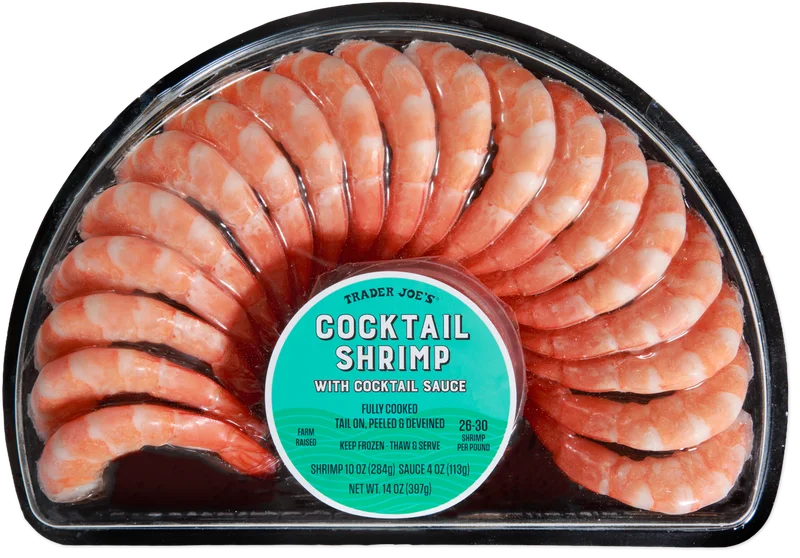 TRADER JOE'S
COCKTAIL
SHRIMP
WITH COCKTAIL SAUCE
FULLY COOKED
TAIL ON, PEELED & DEVEINED
FARM
RAISED
KEEP FROZEN - THAW & SERVE
26-30
SHRIMP
PER POUND
SHRIMP 10 OZ (284g) SAUCE 4 OZ (113g)
NET WT. 14 OZ (397g)